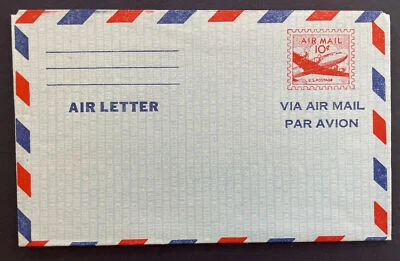 AIR MAIL
10¢
U.S. POSTAGE
AIR LETTER
VIA AIR MAIL
PAR AVION